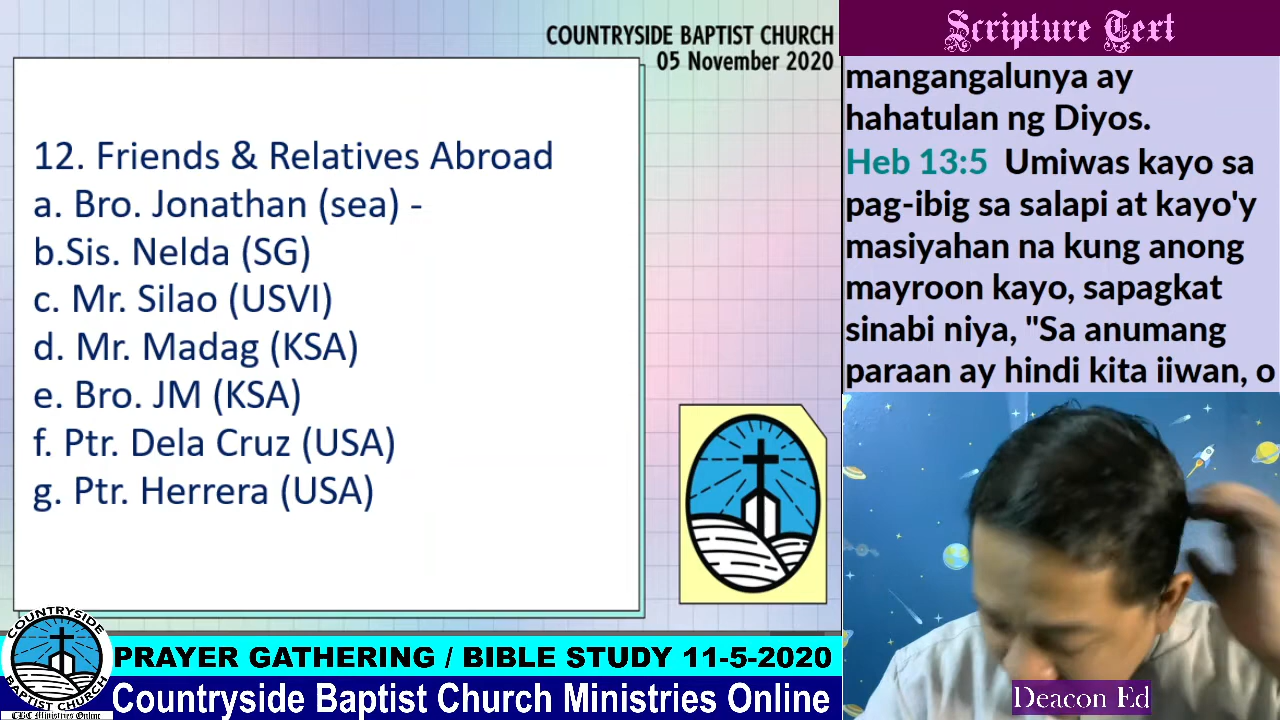 COUNTRYSIDE BAPTIST CHURCH
05 November 2020
12. Friends & Relatives Abroad
a. Bro. Jonathan (sea) -
b.Sis. Nelda (SG)
c. Mr. Silao (USVI)
d. Mr. Madag (KSA)
e. Bro. JM (KSA)
f. Ptr. Dela Cruz (USA)
g. Ptr. Herrera (USA)
Scripture Text
mangangalunya ay
hahatulan ng Diyos.
Heb 13:5 Umiwas kayo sa
pag-ibig sa salapi at kayo'y
masiyahan na kung anong
mayroon kayo, sapagkat
sinabi niya, "Sa anumang
paraan ay hindi kita iiwan, o
Deacon Ed
COUNTRYSIDE
BAPTIST CHURCH
CBC Ministries Online
PRAYER GATHERING / BIBLE STUDY 11-5-2020
Countryside Baptist Church Ministries Online